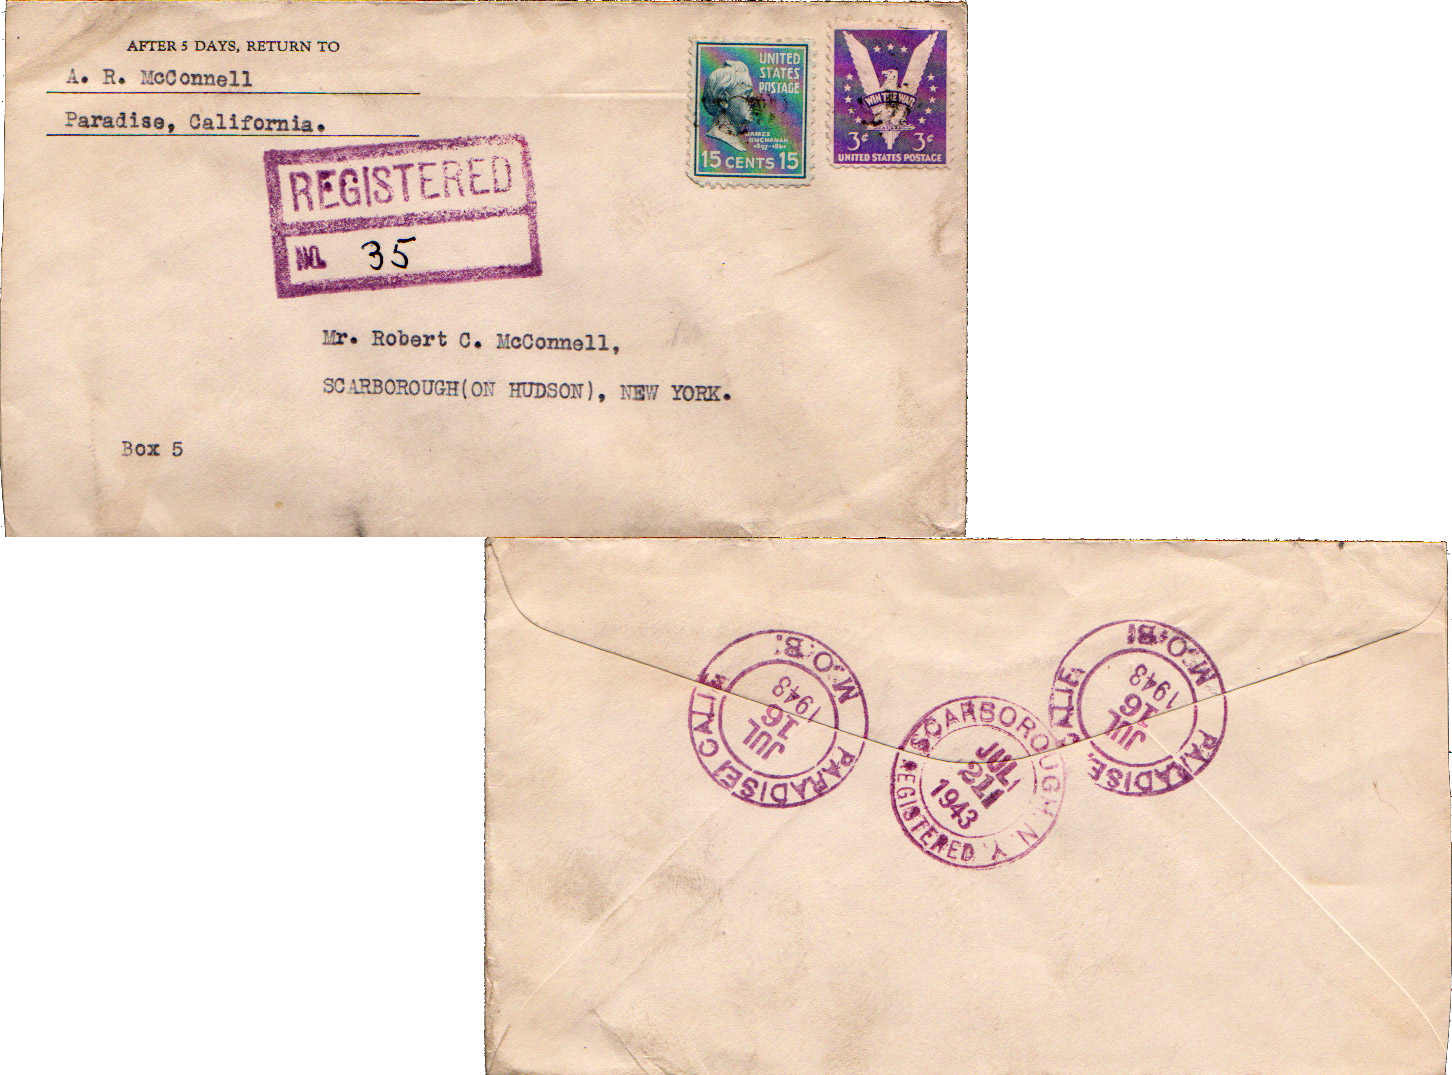 AFTER 5 DAYS, RETURN TO
A. R. McConnell
Paradise, California.
UNITED
STATES
POSTAGE
JAMES
BUCHANAN
1857-1861
15 CENTS 15
WIN THE WAR
3¢ 3¢
UNITED STATES POSTAGE
REGISTERED
NO. 35
Mr. Robert C. McConnell,
SCARBOROUGH(ON HUDSON), NEW YORK.
Box 5
PARADISE, CALIF.
M.O.B.
JUL
16
1943
SCARBOROUGH, N.Y.
REGISTERED
JUL
21
1943
PARADISE, CALIF.
M.O.B.
JUL
16
1943